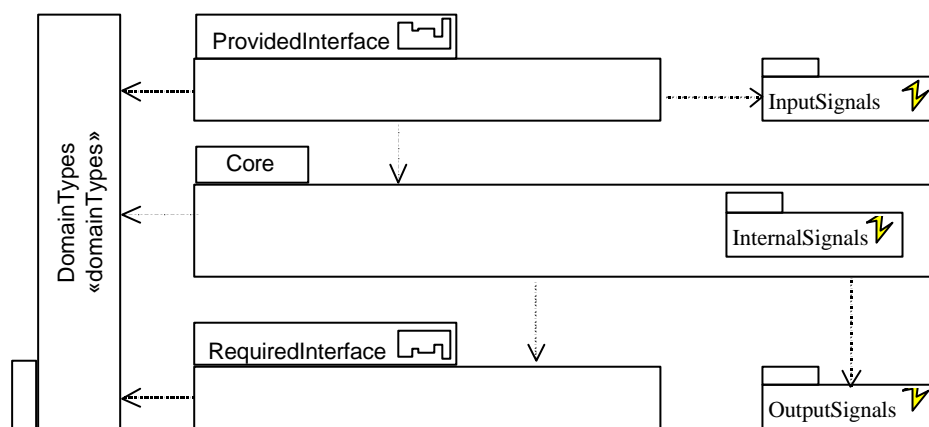 ProvidedInterface
InputSignals
Core
DomainTypes
«domainTypes»
InternalSignals
RequiredInterface
OutputSignals